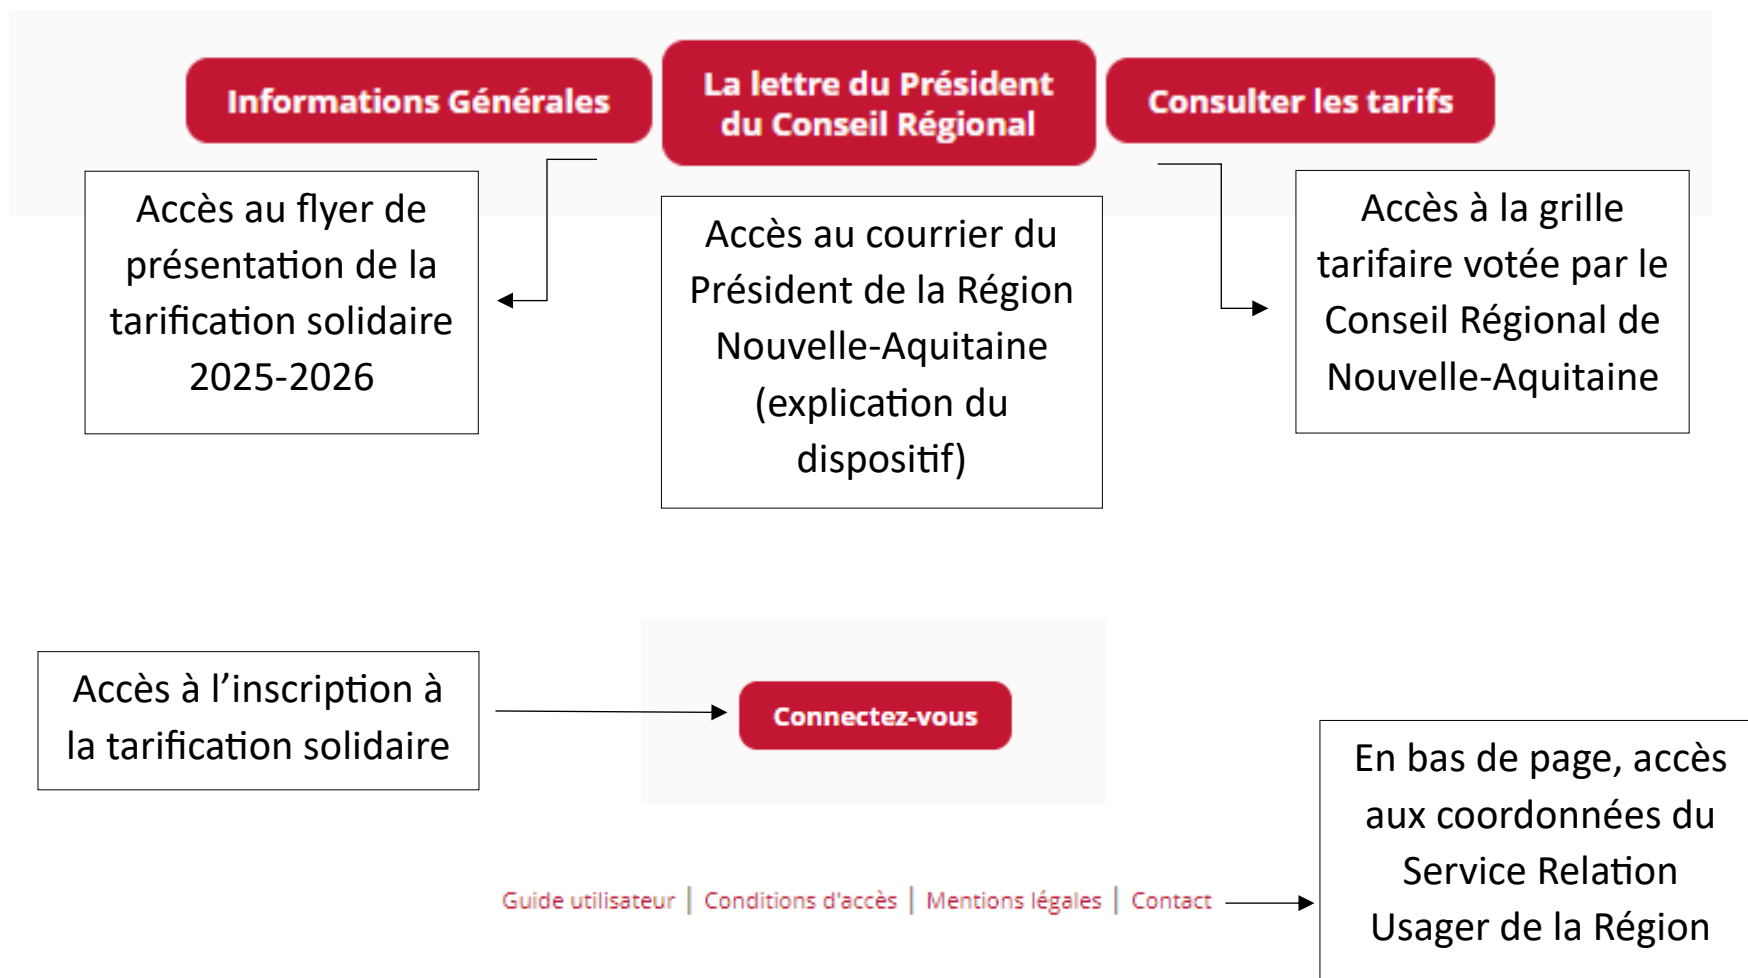 Informations Générales
La lettre du Président
du Conseil Régional
Consulter les tarifs
Accès au flyer de
présentation de la
tarification solidaire
2025-2026
Accès au courrier du
Président de la Région
Nouvelle-Aquitaine
(explication du
dispositif)
Accès à la grille
tarifaire votée par le
Conseil Régional de
Nouvelle-Aquitaine
Accès à l’inscription à
la tarification solidaire
Connectez-vous
En bas de page, accès
aux coordonnées du
Service Relation
Usager de la Région
Guide utilisateur | Conditions d'accès | Mentions légales | Contact